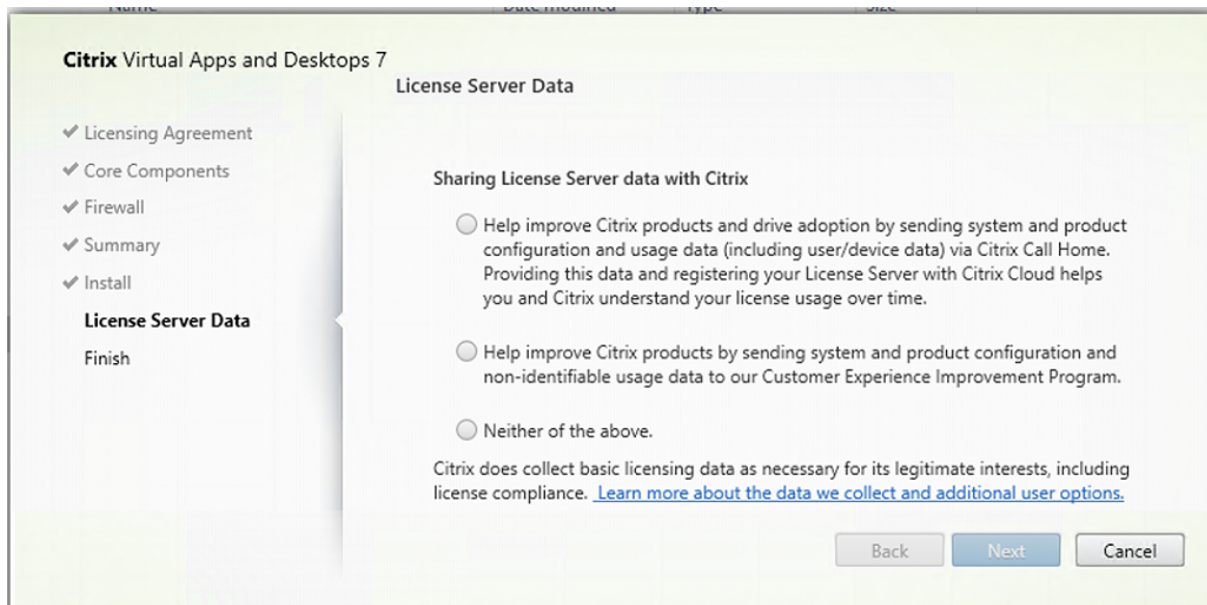 Name Date modified Type Size
Citrix Virtual Apps and Desktops 7
License Server Data
✔ Licensing Agreement
✔ Core Components
✔ Firewall
✔ Summary
✔ Install
License Server Data
Finish
Sharing License Server data with Citrix
Help improve Citrix products and drive adoption by sending system and product
configuration and usage data (including user/device data) via Citrix Call Home.
Providing this data and registering your License Server with Citrix Cloud helps
you and Citrix understand your license usage over time.
Help improve Citrix products by sending system and product configuration and
non-identifiable usage data to our Customer Experience Improvement Program.
Neither of the above.
Citrix does collect basic licensing data as necessary for its legitimate interests, including
license compliance. Learn more about the data we collect and additional user options.
Back Next Cancel